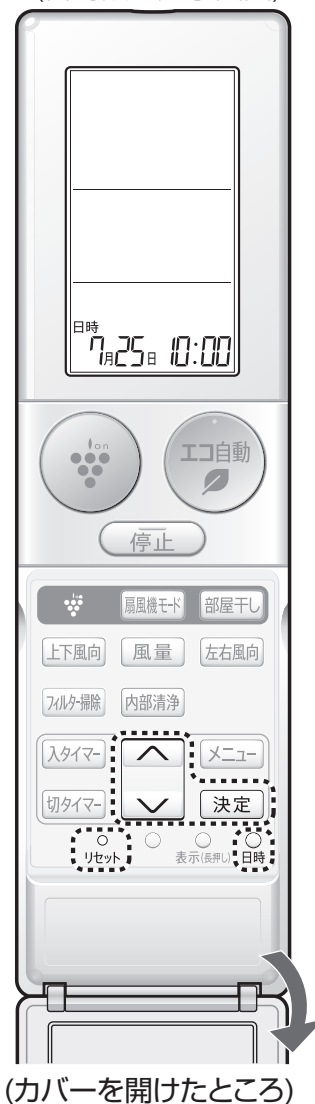 日時
7月25日 10:00
ion
エコ自動
停止
扇風機モード 部屋干し
上下風向 風量 左右風向
フィルター掃除 内部清浄
入タイマー メニュー
切タイマー 決定
リセット 表示(長押し) 日時
(カバーを開けたところ)